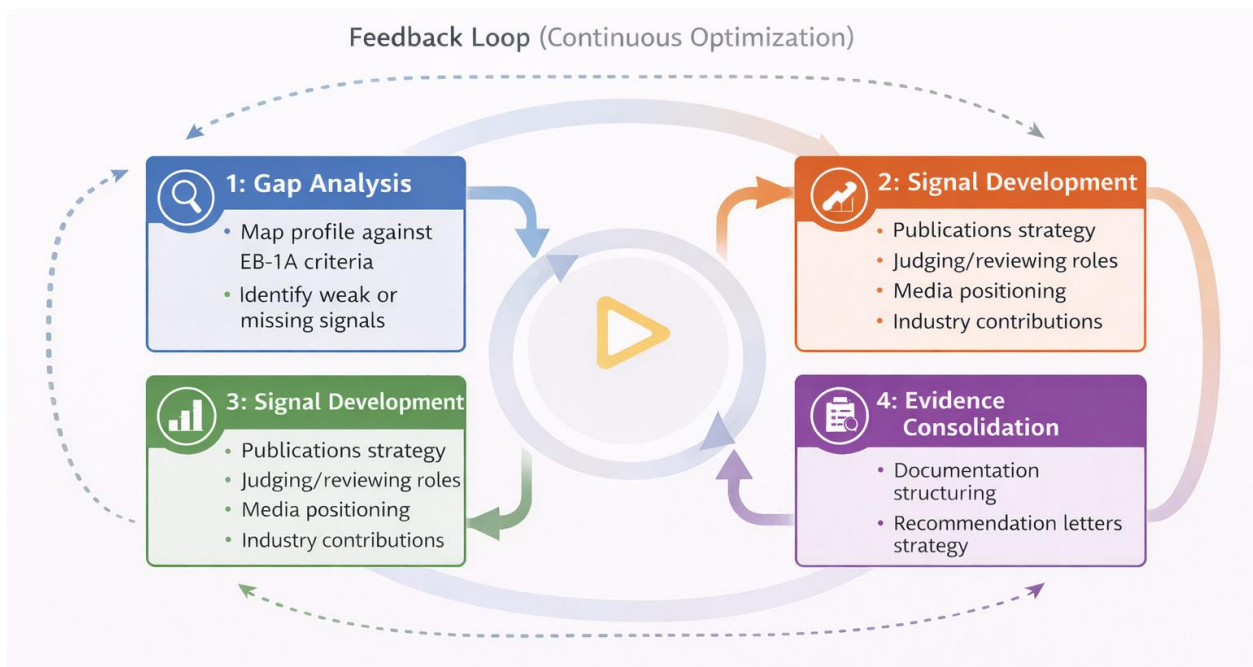 Feedback Loop (Continuous Optimization)
1: Gap Analysis
• Map profile against
EB-1A criteria
• Identify weak or
missing signals
2: Signal Development
• Publications strategy
• Judging/reviewing roles
• Media positioning
• Industry contributions
3: Signal Development
• Publications strategy
• Judging/reviewing roles
• Media positioning
• Industry contributions
4: Evidence
Consolidation
• Documentation
structuring
• Recommendation letters
strategy